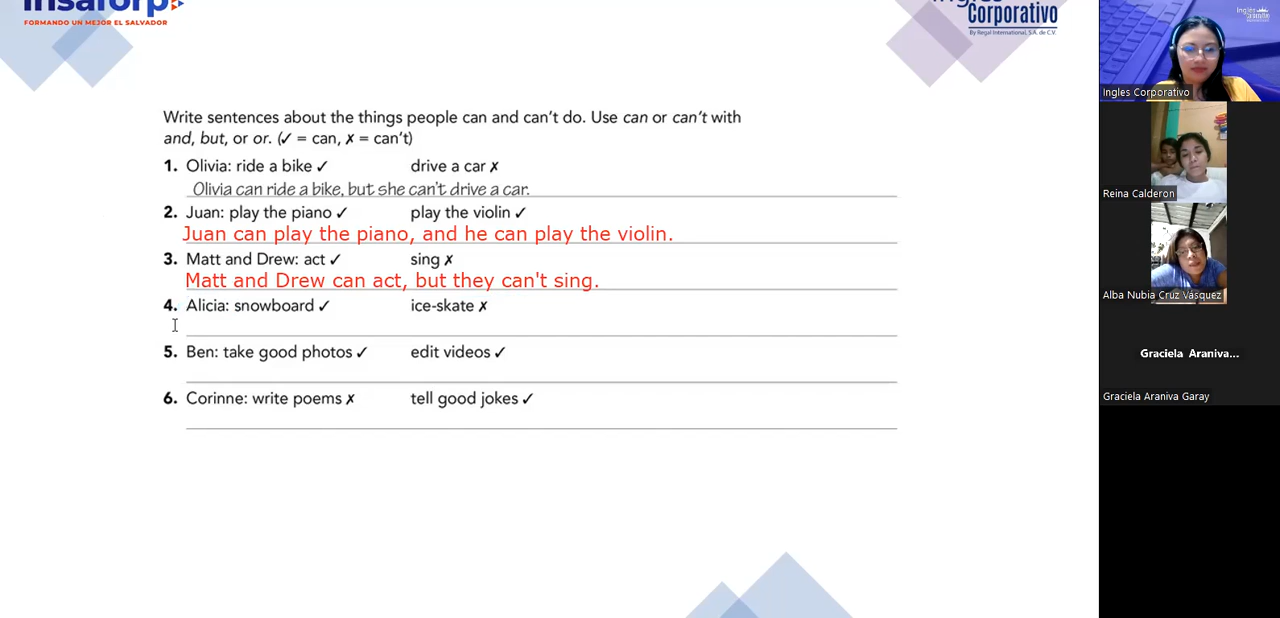 insaforp
FORMANDO UN MEJOR EL SALVADOR
Corporativo
By Regal International, S.A. de C.V.
Write sentences about the things people can and can't do. Use can or can't with
and, but, or or. (✓ = can, ✗ = can't)
1. Olivia: ride a bike ✓ drive a car ✗
Olivia can ride a bike, but she can't drive a car.
2. Juan: play the piano ✓ play the violin ✓
Juan can play the piano, and he can play the violin.
3. Matt and Drew: act ✓ sing ✗
Matt and Drew can act, but they can't sing.
4. Alicia: snowboard ✓ ice-skate ✗
5. Ben: take good photos ✓ edit videos ✓
6. Corinne: write poems ✗ tell good jokes ✓
Ingles Corporativo
Reina Calderon
Alba Nubia Cruz Vásquez
Graciela Araniva...
Graciela Araniva Garay